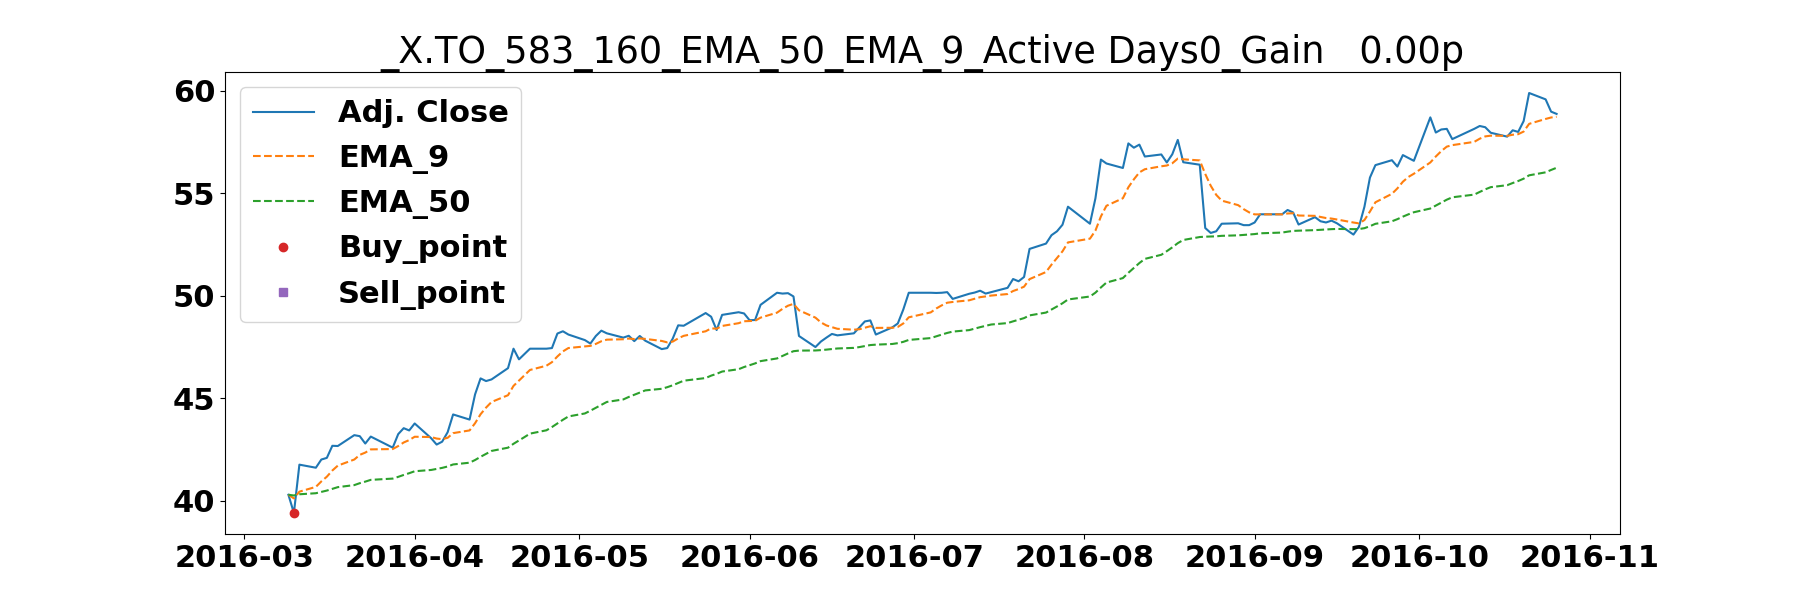 _X.TO_583_160_EMA_50_EMA_9_Active Days0_Gain   0.00p
60
55
50
45
40
Adj. Close
EMA_9
EMA_50
Buy_point
Sell_point
2016-03 2016-04 2016-05 2016-06 2016-07 2016-08 2016-09 2016-10 2016-11